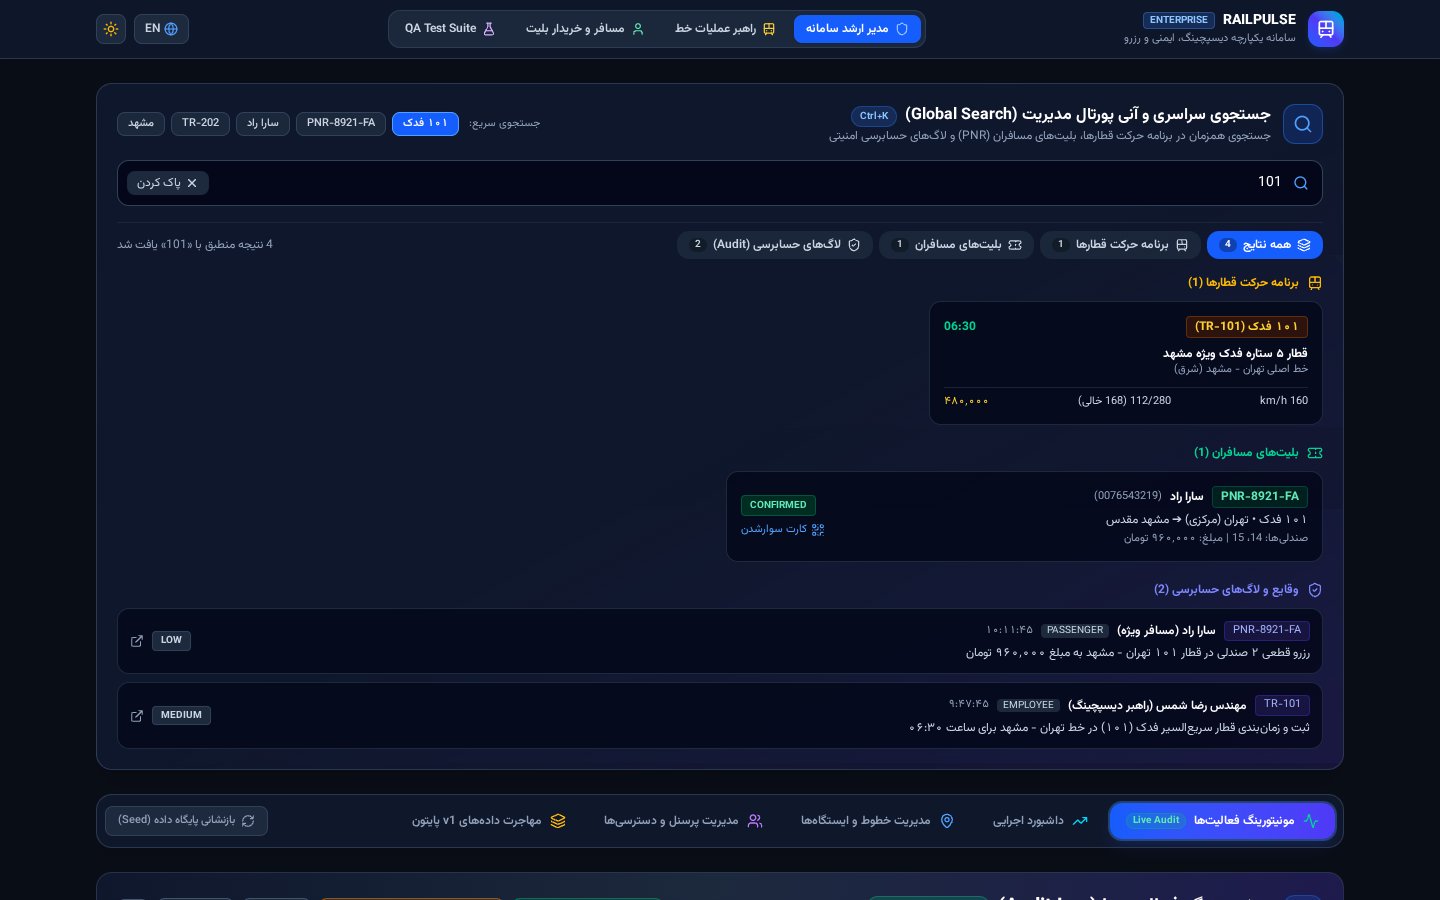 RAILPULSE ENTERPRISE
سامانه یکپارچه دیسپچینگ، ایمنی و رزرو
مدیر ارشد سامانه
راهبر عملیات خط
مسافر و خریدار بلیت
QA Test Suite
EN
جستجوی سراسری و آنی پورتال مدیریت (Global Search) Ctrl+K
جستجوی همزمان در برنامه حرکت قطارها، بلیت‌های مسافران (PNR) و لاگ‌های حسابرسی امنیتی
جستجوی سریع: ۱۰۱ فدک PNR-8921-FA سارا راد TR-202 مشهد
101
پاک کردن
همه نتایج 4
برنامه حرکت قطارها 1
بلیت‌های مسافران 1
لاگ‌های حسابرسی (Audit) 2
4 نتیجه منطبق با «101» یافت شد
برنامه حرکت قطارها (1)
۱۰۱ فدک (TR-101) 06:30
قطار ۵ ستاره فدک ویژه مشهد
خط اصلی تهران - مشهد (شرق)
160 km/h 112/280 (168 خالی) ۴۸۰,۰۰۰
بلیت‌های مسافران (1)
PNR-8921-FA سارا راد (0076543219) CONFIRMED
۱۰۱ فدک • تهران (مرکزی) ➔ مشهد مقدس
کارت سوارشدن
صندلی‌ها: 14، 15 | مبلغ: ۹۶۰,۰۰۰ تومان
وقایع و لاگ‌های حسابرسی (2)
PNR-8921-FA سارا راد (مسافر ویژه) PASSENGER ۱۰:۱۱:۴۵
رزرو قطعی ۲ صندلی در قطار ۱۰۱ تهران - مشهد به مبلغ ۹۶۰,۰۰۰ تومان
LOW
TR-101 مهندس رضا شمس (راهبر دیسپچینگ) EMPLOYEE ۹:۴۷:۴۵
ثبت و زمان‌بندی قطار سریع‌السیر فدک (۱۰۱) در خط تهران - مشهد برای ساعت ۰۶:۳۰
MEDIUM
مونیتورینگ فعالیت‌ها Live Audit
داشبورد اجرایی
مدیریت خطوط و ایستگاه‌ها
مدیریت پرسنل و دسترسی‌ها
مهاجرت داده‌های v1 پایتون
بازنشانی پایگاه داده (Seed)